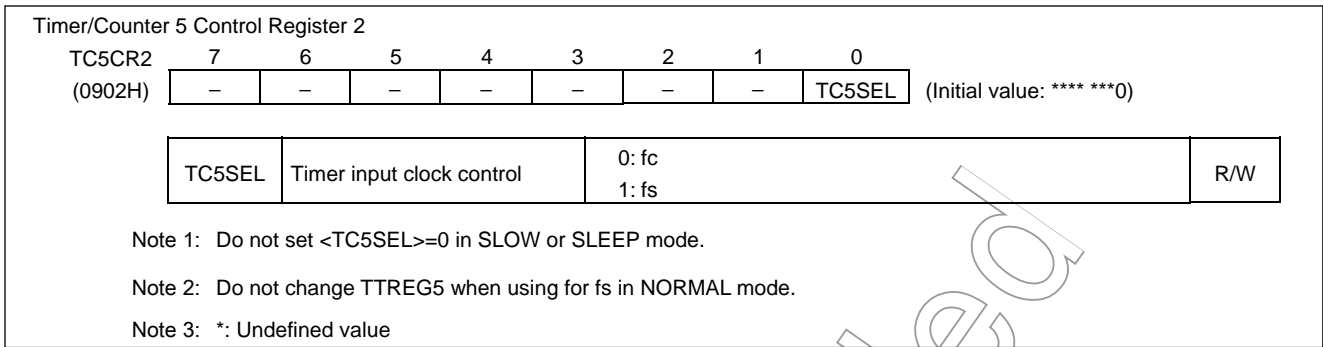 Timer/Counter 5 Control Register 2
TC5CR2 7 6 5 4 3 2 1 0
(0902H) – – – – – – – TC5SEL (Initial value: **** ***0)
TC5SEL Timer input clock control 0: fc R/W
1: fs
Note 1: Do not set <TC5SEL>=0 in SLOW or SLEEP mode.
Note 2: Do not change TTREG5 when using for fs in NORMAL mode.
Note 3: *: Undefined value